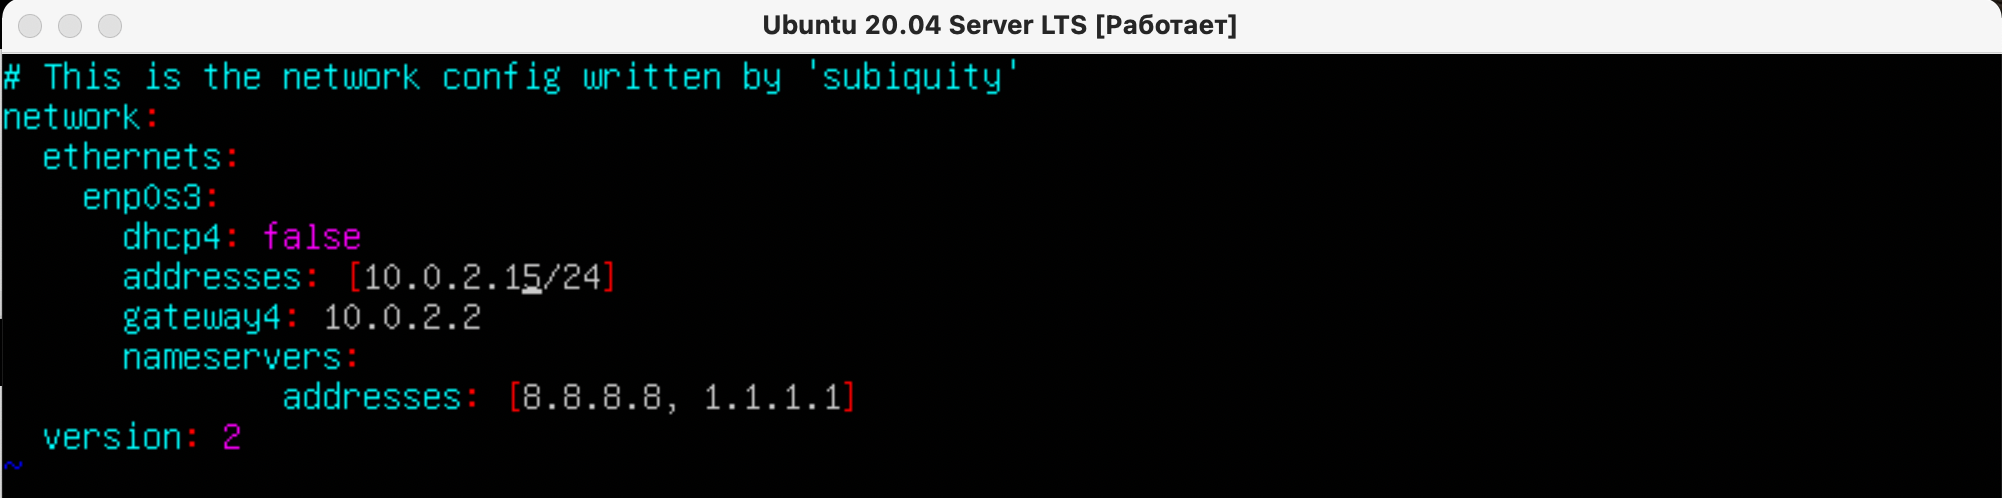 Ubuntu 20.04 Server LTS [Работает]
# This is the network config written by 'subiquity'
network:
  ethernets:
    enp0s3:
      dhcp4: false
      addresses: [10.0.2.15/24]
      gateway4: 10.0.2.2
      nameservers:
              addresses: [8.8.8.8, 1.1.1.1]
  version: 2
~